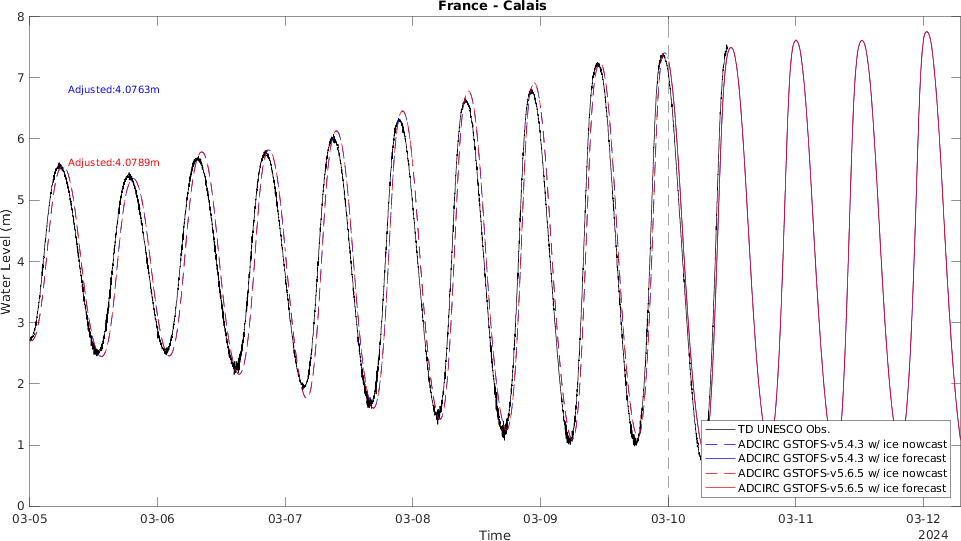 France - Calais
8
7
6
5
4
3
2
1
0
Water Level (m)
Adjusted:4.0763m
Adjusted:4.0789m
TD UNESCO Obs.
ADCIRC GSTOFS-v5.4.3 w/ ice nowcast
ADCIRC GSTOFS-v5.4.3 w/ ice forecast
ADCIRC GSTOFS-v5.6.5 w/ ice nowcast
ADCIRC GSTOFS-v5.6.5 w/ ice forecast
03-05 03-06 03-07 03-08 03-09 03-10 03-11 03-12
Time
2024